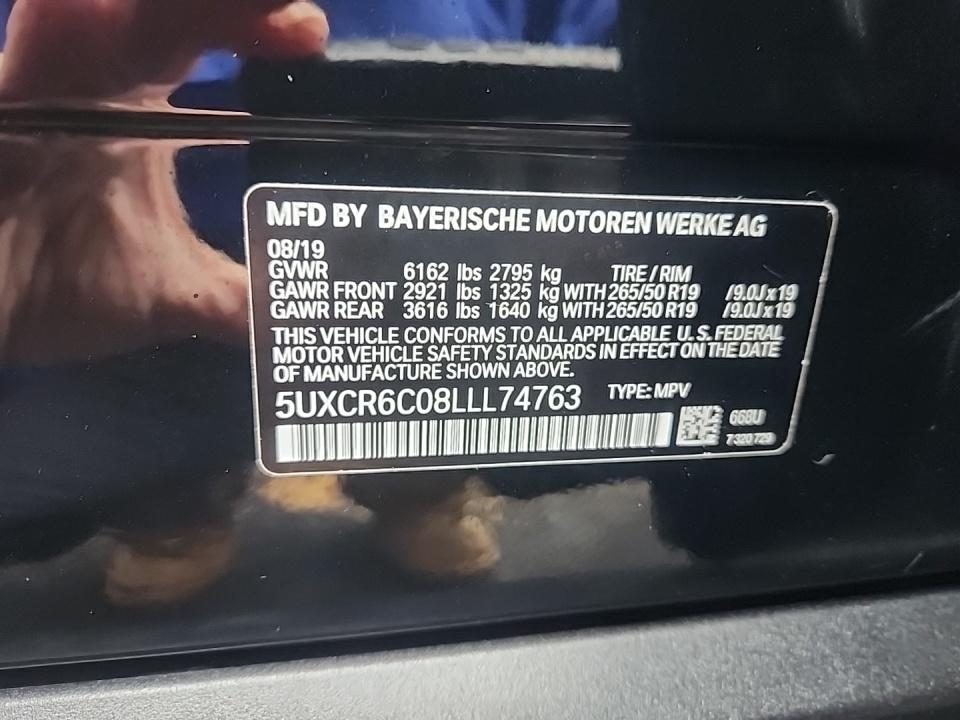 MFD BY BAYERISCHE MOTOREN WERKE AG
08/19
GVWR 6162 lbs 2795 kg TIRE / RIM
GAWR FRONT 2921 lbs 1325 kg WITH 265/50 R19 /9.0J x 19
GAWR REAR 3616 lbs 1640 kg WITH 265/50 R19 /9.0J x 19
THIS VEHICLE CONFORMS TO ALL APPLICABLE U.S. FEDERAL
MOTOR VEHICLE SAFETY STANDARDS IN EFFECT ON THE DATE
OF MANUFACTURE SHOWN ABOVE.
5UXCR6C08LLL74763 TYPE: MPV
668U
7320729